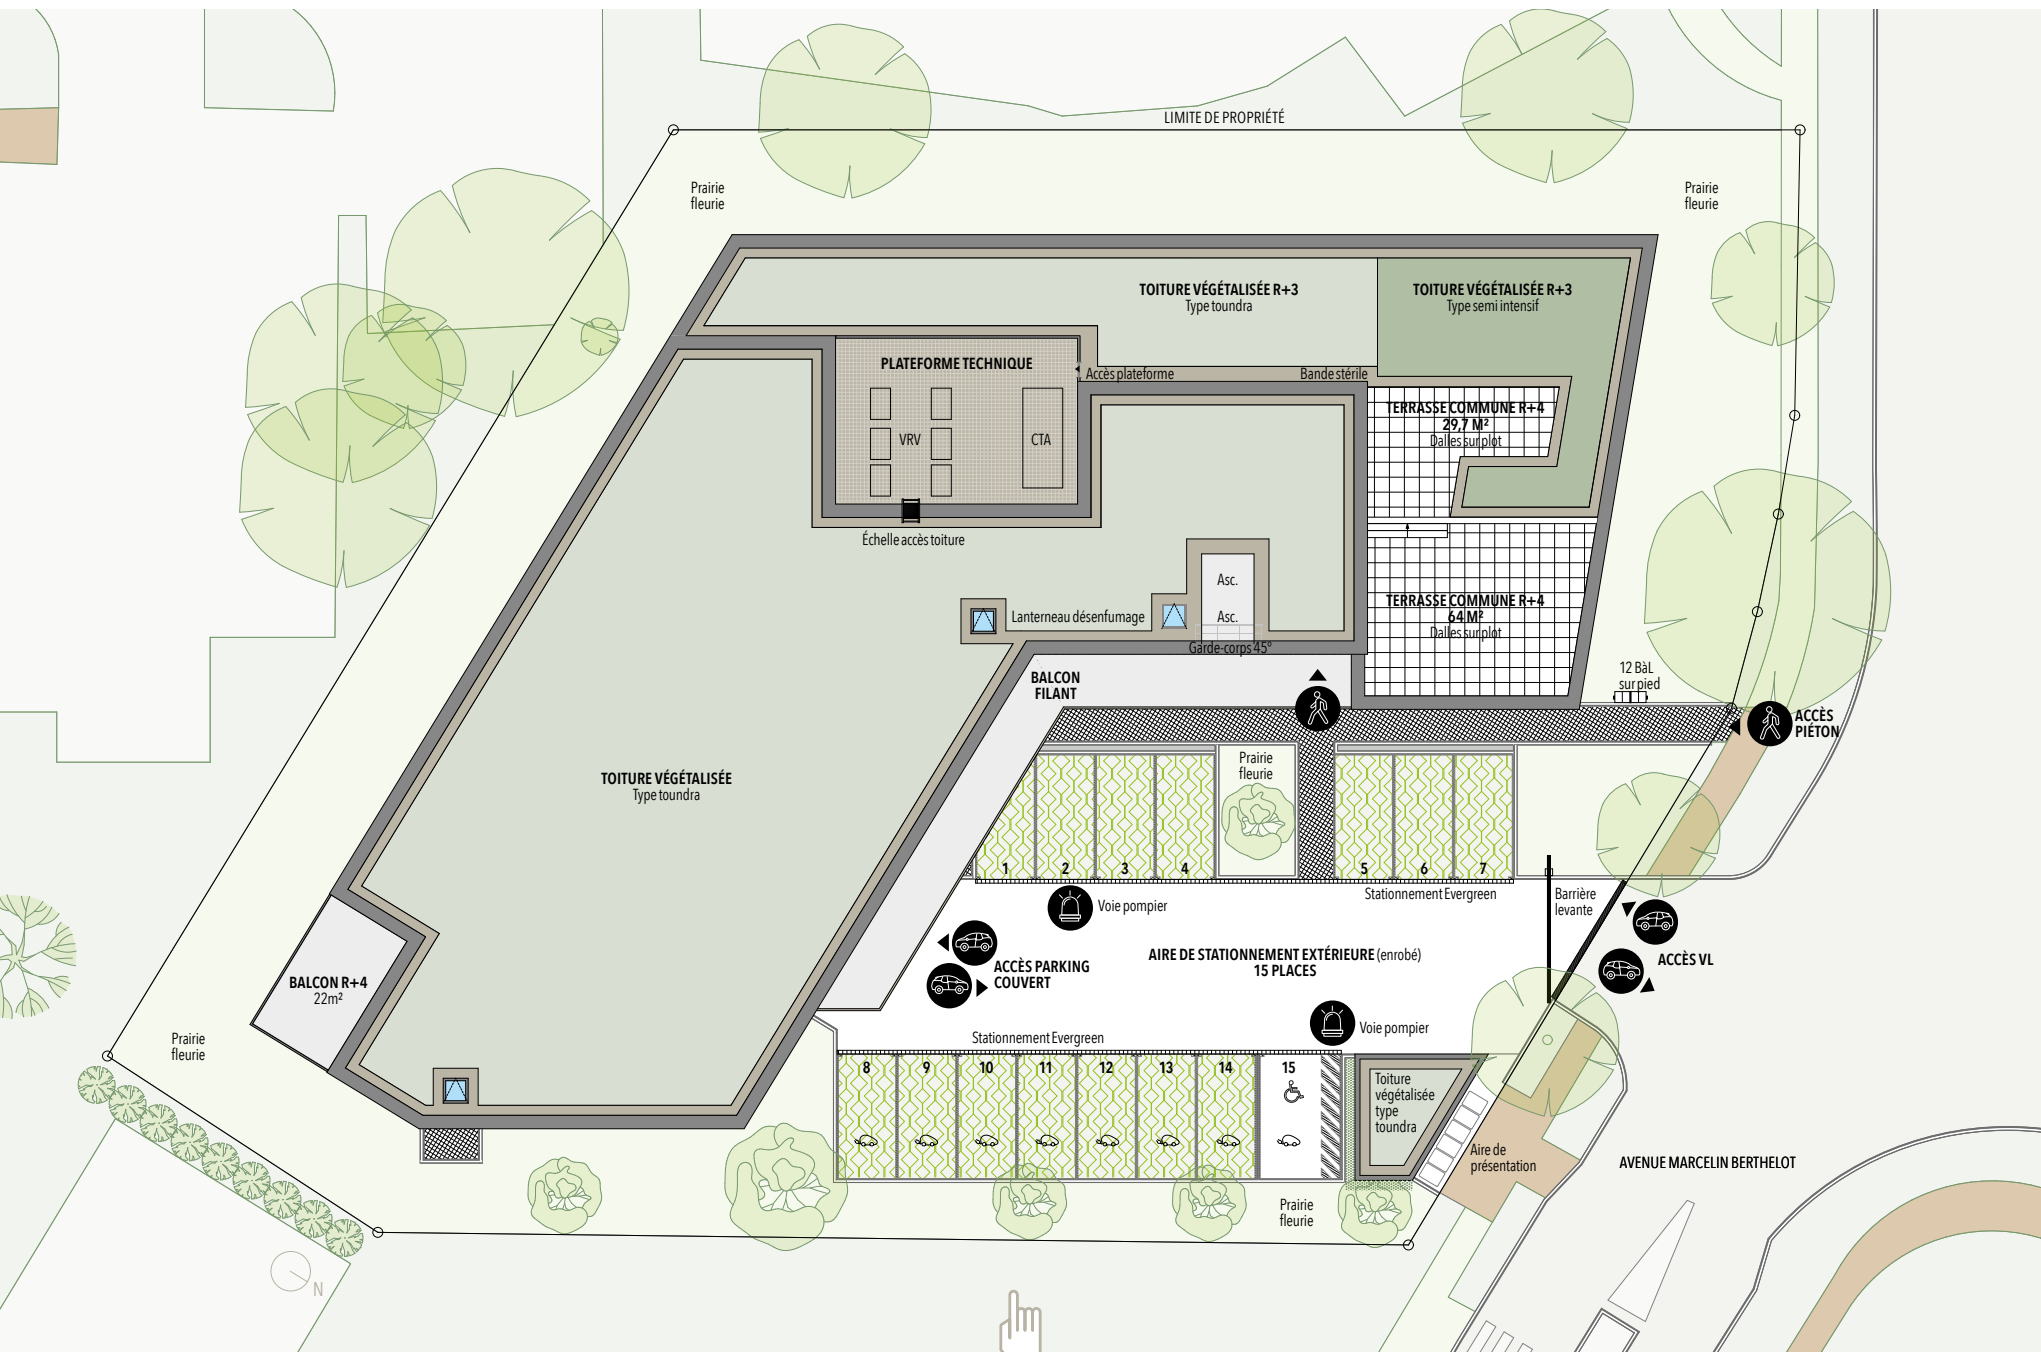 LIMITE DE PROPRIÉTÉ
Prairie
fleurie
Prairie
fleurie
TOITURE VÉGÉTALISÉE R+3
Type toundra
TOITURE VÉGÉTALISÉE R+3
Type semi intensif
PLATEFORME TECHNIQUE
Accès plateforme
Bande stérile
VRV
CTA
TERRASSE COMMUNE R+4
29,7 M²
Dalles sur plot
Échelle accès toiture
Asc.
Asc.
Lanterneau désenfumage
Garde-corps 45°
TERRASSE COMMUNE R+4
64 M²
Dalles sur plot
BALCON
FILANT
12 BàL
sur pied
ACCÈS
PIÉTON
TOITURE VÉGÉTALISÉE
Type toundra
Prairie
fleurie
1
2
3
4
5
6
7
Stationnement Evergreen
Voie pompier
Barrière
levante
AIRE DE STATIONNEMENT EXTÉRIEURE (enrobé)
15 PLACES
ACCÈS PARKING
COUVERT
ACCÈS VL
BALCON R+4
22m²
Voie pompier
Prairie
fleurie
Stationnement Evergreen
8
9
10
11
12
13
14
15
Toiture
végétalisée
type
toundra
Aire de
présentation
AVENUE MARCELIN BERTHELOT
Prairie
fleurie
N